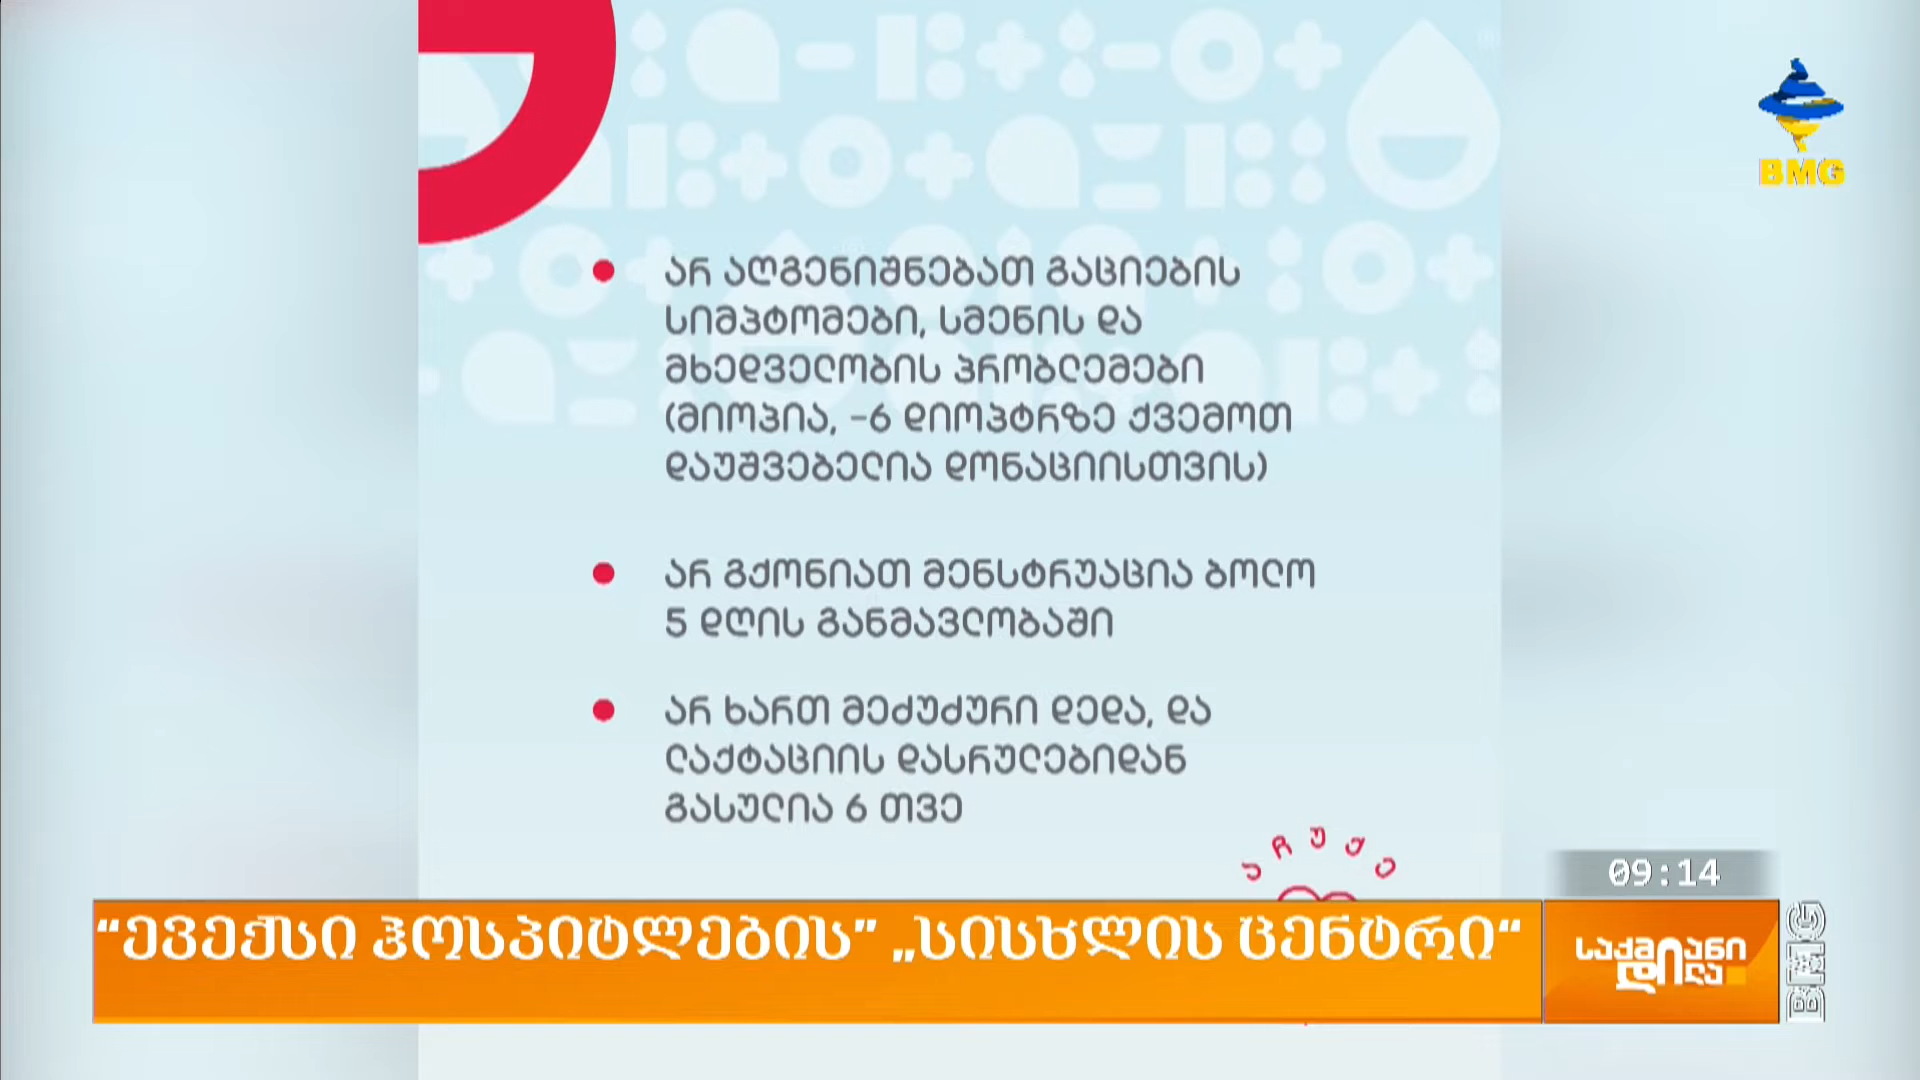 BMG
არ აღგენიშნებათ გაციების
სიმპტომები, სმენის და
მხედველობის პრობლემები
(მიოპია, -6 დიოპტრზე ქვემოთ
დაუშვებელია დონაციისთვის)
არ გქონიათ მენსტრუაცია ბოლო
5 დღის განმავლობაში
არ ხართ მეძუძური დედა, და
ლაქტაციის დასრულებიდან
გასულია 6 თვე
აჩუქე
09:14
“ევექსი ჰოსპიტლების” „სისხლის ცენტრი“
საქმიანი
დილა
BMG